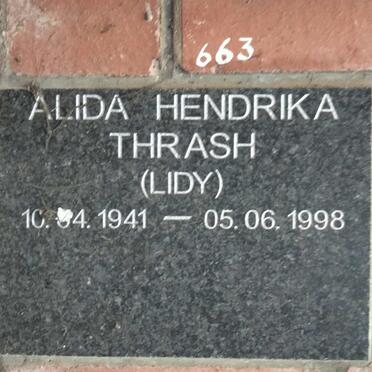 663
ALIDA HENDRIKA
THRASH
(LIDY)
10.04.1941 — 05.06.1998